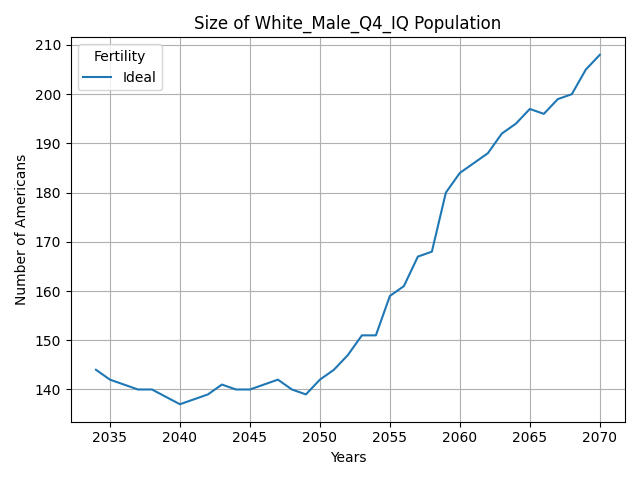 Size of White_Male_Q4_IQ Population
Fertility
Ideal
Number of Americans
210
200
190
180
170
160
150
140
2035 2040 2045 2050 2055 2060 2065 2070
Years